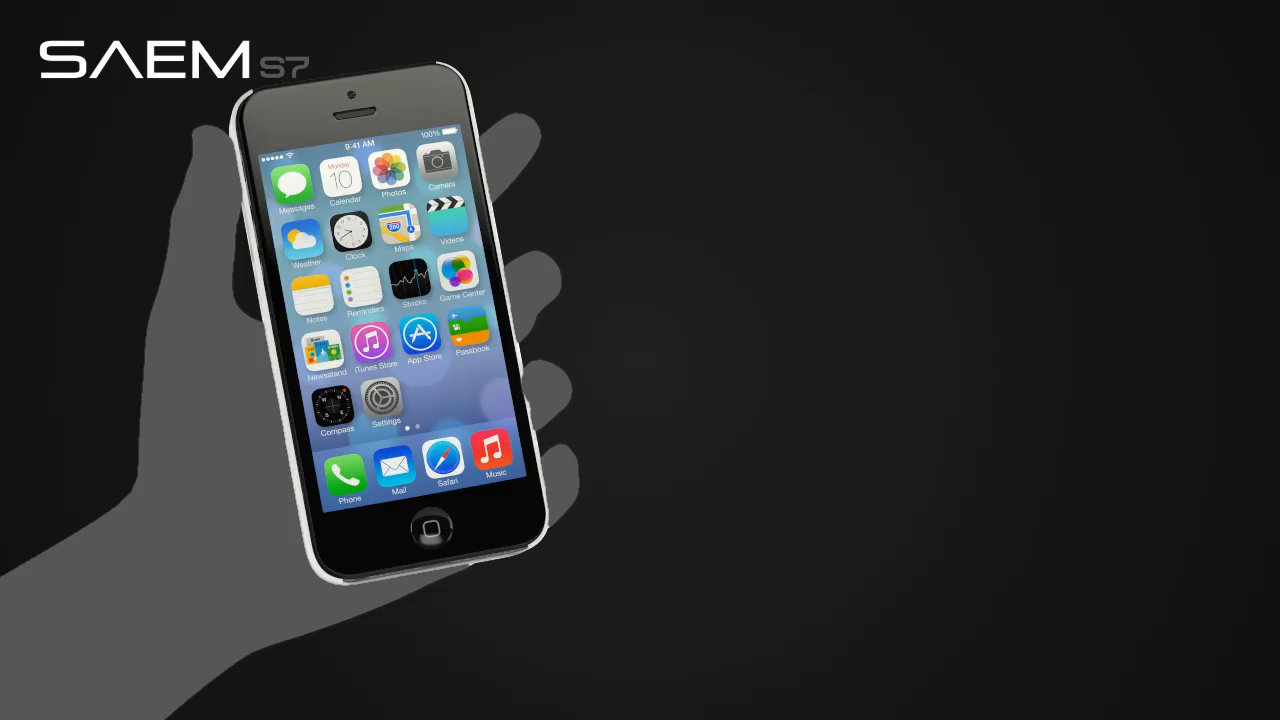 SAEM S7
100%
9:41 AM
Monday
10
Messages
Calendar
Photos
Camera
280
Weather
Clock
Maps
Videos
Notes
Reminders
Stocks
Game Center
Newsstand
iTunes Store
App Store
Passbook
Compass
Settings
Phone
Mail
Safari
Music